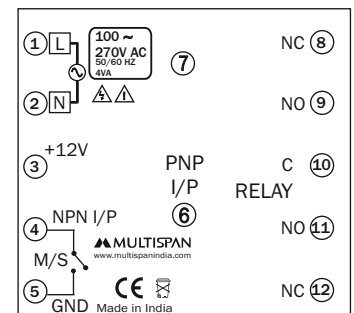 1 L
100 ~
270V AC
50/60 HZ
4VA
7
NC 8
2 N
NO 9
3 +12V
PNP
I/P
6
C 10
RELAY
4 NPN I/P
MULTISPAN
www.multispanindia.com
NO 11
M/S
5 GND
CE
Made in India
NC 12